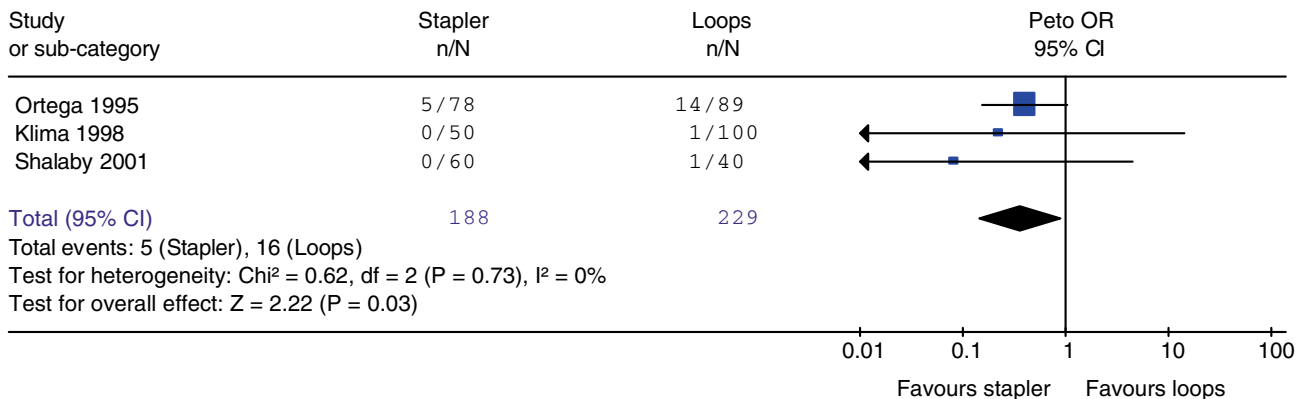 Study Stapler Loops Peto OR
or sub-category n/N n/N 95% CI
Ortega 1995 5/78 14/89
Klima 1998 0/50 1/100
Shalaby 2001 0/60 1/40
Total (95% CI) 188 229
Total events: 5 (Stapler), 16 (Loops)
Test for heterogeneity: Chi² = 0.62, df = 2 (P = 0.73), I² = 0%
Test for overall effect: Z = 2.22 (P = 0.03)
0.01 0.1 1 10 100
Favours stapler Favours loops